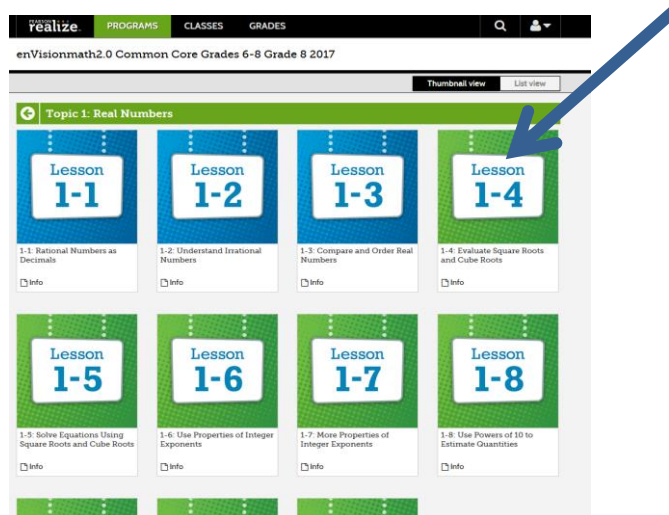 PEARSON
realize. PROGRAMS CLASSES GRADES
enVisionmath2.0 Common Core Grades 6-8 Grade 8 2017
Thumbnail view List view
Topic 1: Real Numbers
Lesson
1-1
Lesson
1-2
Lesson
1-3
Lesson
1-4
1-1: Rational Numbers as
Decimals
Info
1-2: Understand Irrational
Numbers
Info
1-3: Compare and Order Real
Numbers
Info
1-4: Evaluate Square Roots
and Cube Roots
Info
Lesson
1-5
Lesson
1-6
Lesson
1-7
Lesson
1-8
1-5: Solve Equations Using
Square Roots and Cube Roots
Info
1-6: Use Properties of Integer
Exponents
Info
1-7: More Properties of
Integer Exponents
Info
1-8: Use Powers of 10 to
Estimate Quantities
Info